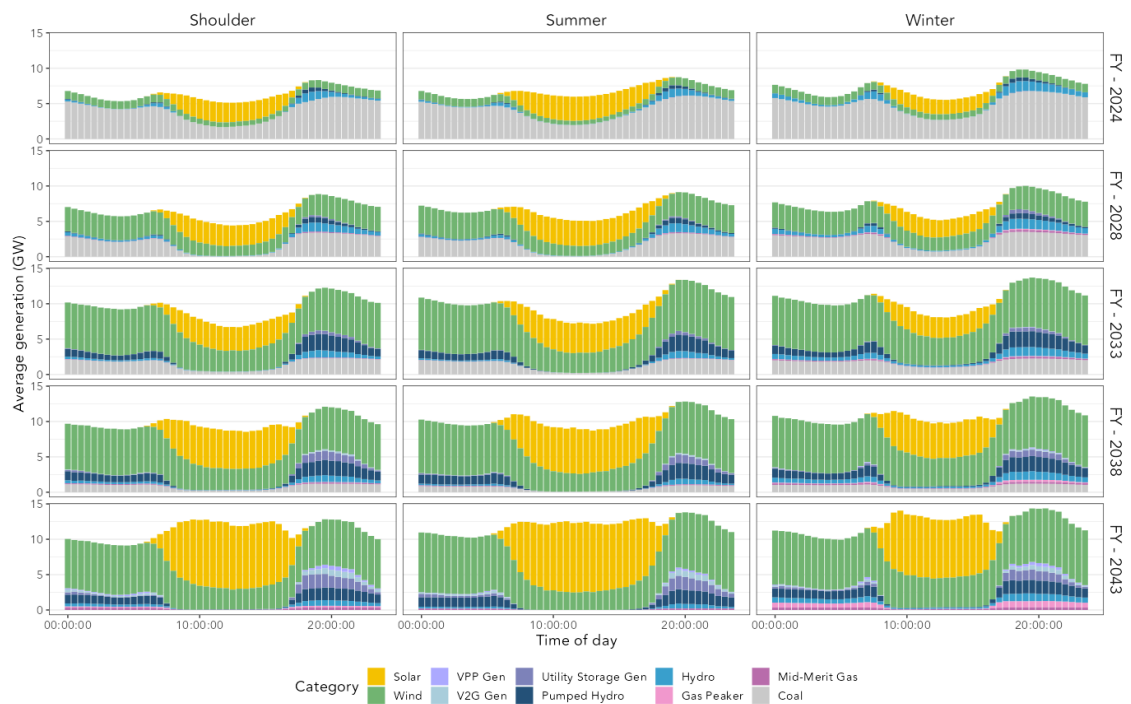 Shoulder Summer Winter
15
10
5
0
FY - 2024
15
10
5
0
FY - 2028
Average generation (GW)
15
10
5
0
FY - 2033
15
10
5
0
FY - 2038
15
10
5
0
FY - 2043
00:00:00 10:00:00 20:00:00 00:00:00 10:00:00 20:00:00 00:00:00 10:00:00 20:00:00
Time of day
Category
Solar VPP Gen Utility Storage Gen Hydro Mid-Merit Gas
Wind V2G Gen Pumped Hydro Gas Peaker Coal